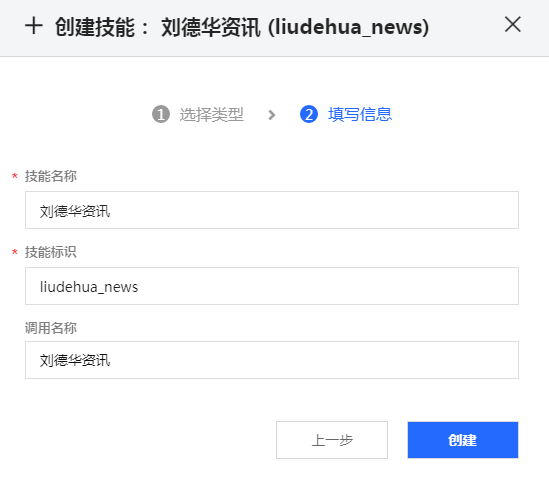 + 创建技能： 刘德华资讯 (liudehua_news)
1 选择类型 > 2 填写信息
* 技能名称
刘德华资讯
* 技能标识
liudehua_news
调用名称
刘德华资讯
上一步 创建